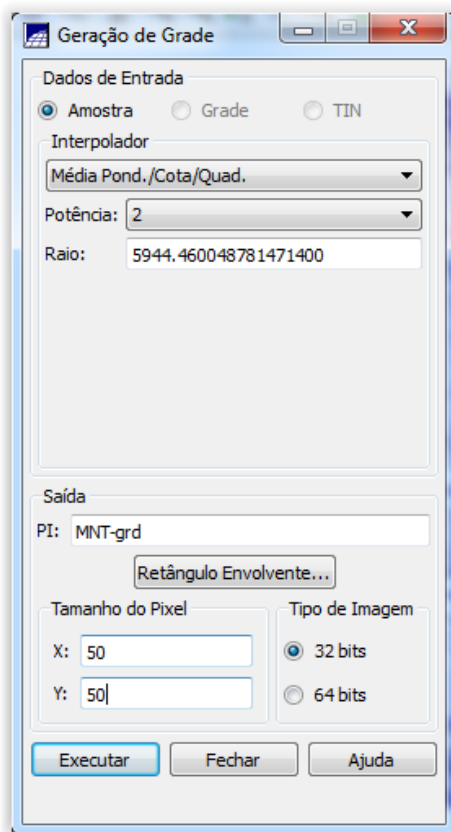 Geração de Grade
Dados de Entrada
Amostra Grade TIN
Interpolador
Média Pond./Cota/Quad.
Potência: 2
Raio: 5944.460048781471400
Saída
PI: MNT-grd
Retângulo Envolvente...
Tamanho do Pixel Tipo de Imagem
X: 50 32 bits
Y: 50 64 bits
Executar Fechar Ajuda